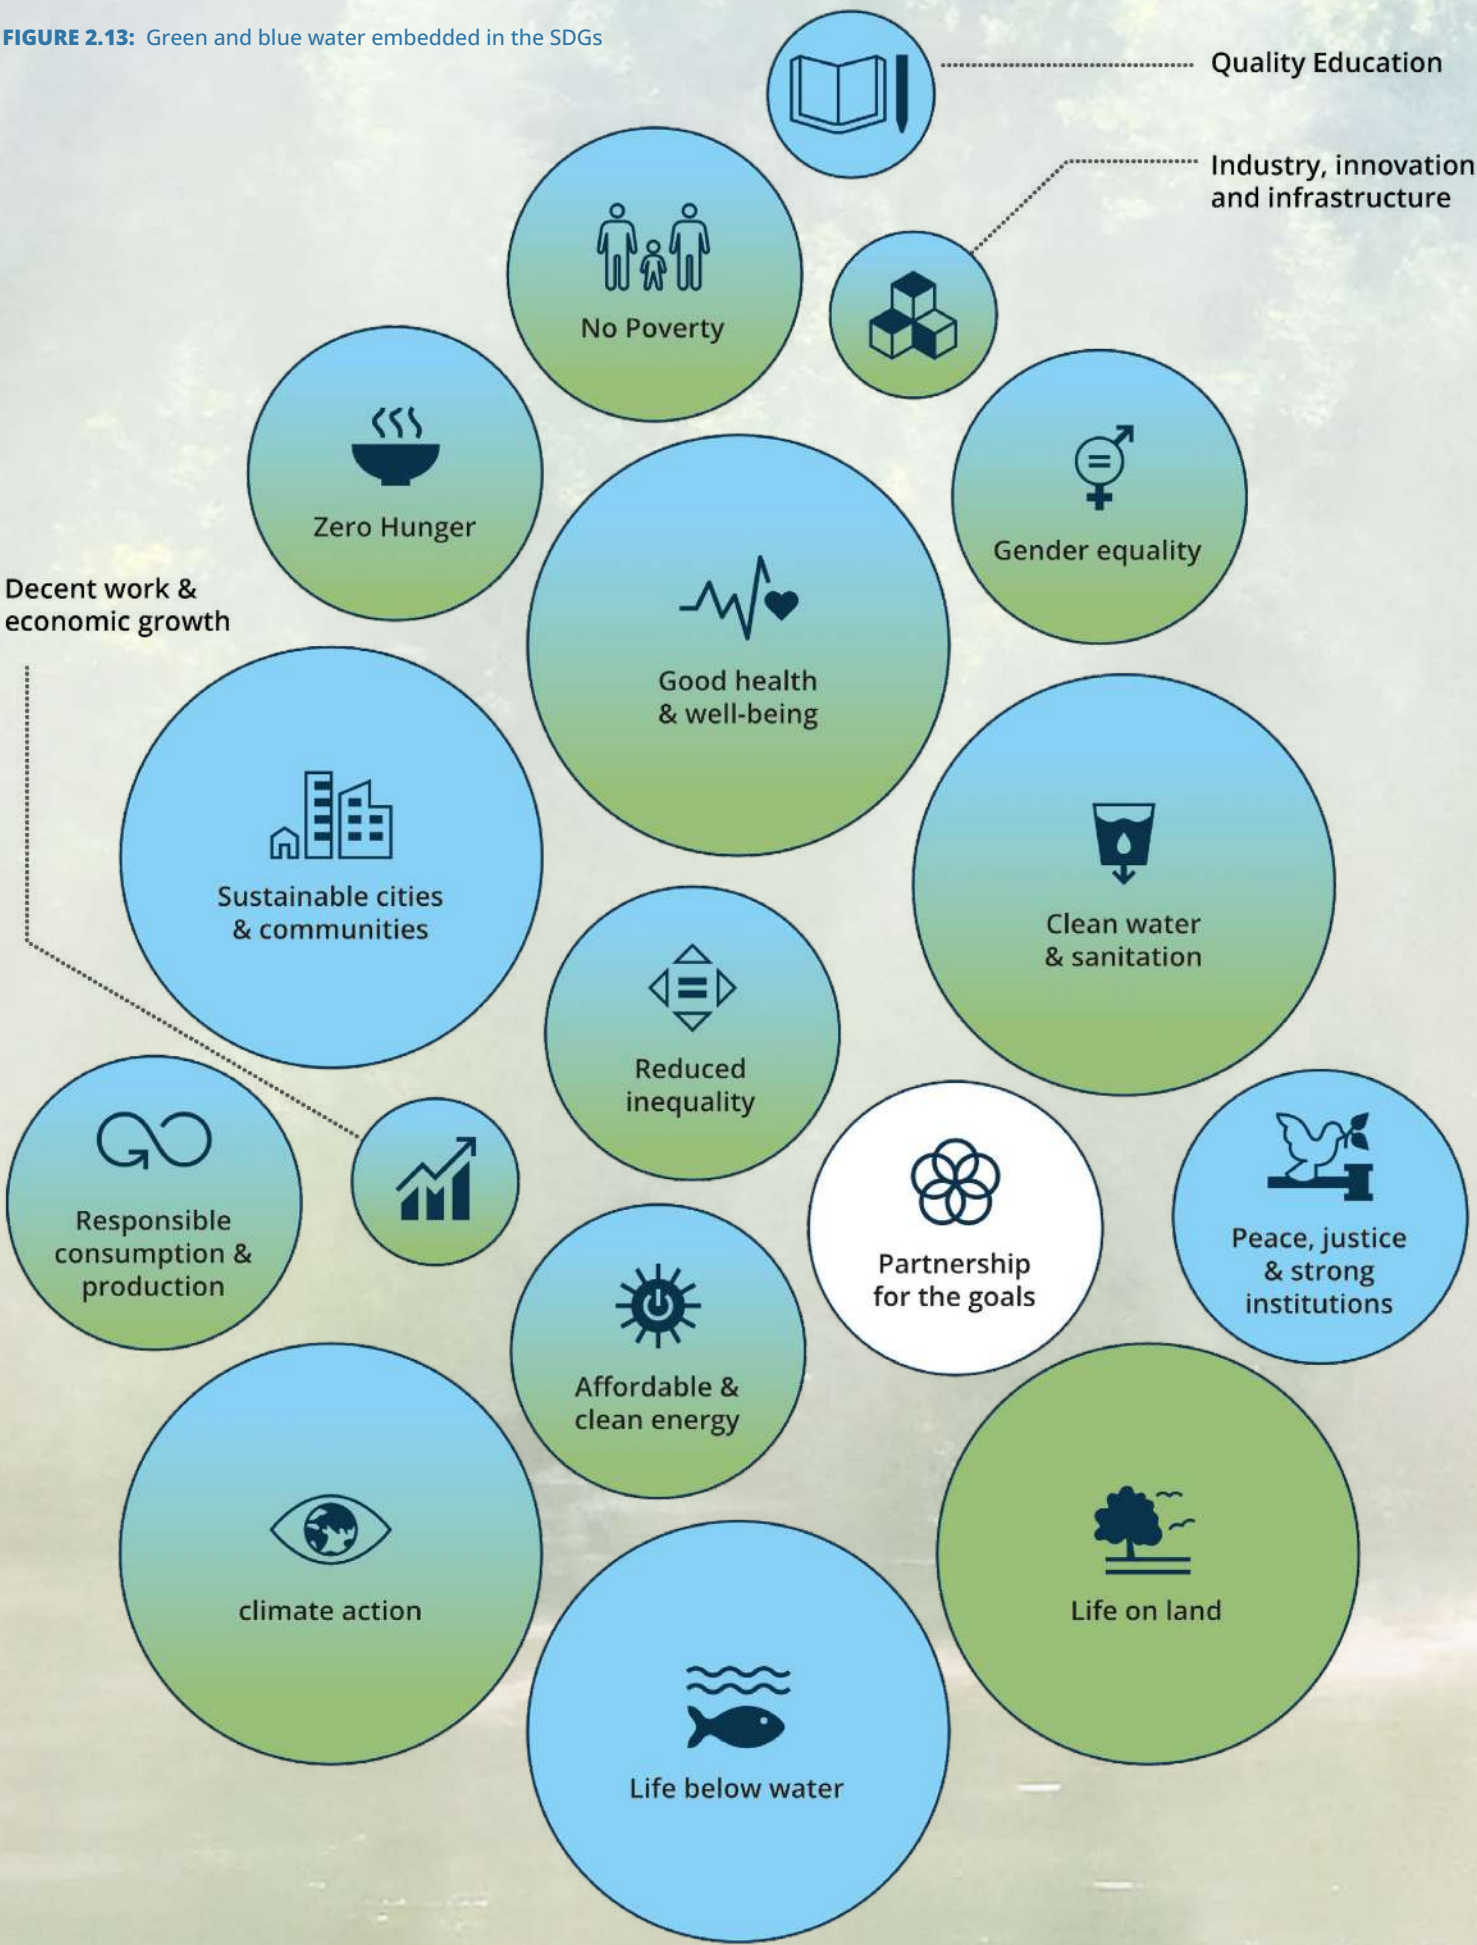 FIGURE 2.13: Green and blue water embedded in the SDGs
Quality Education
Industry, innovation
and infrastructure
No Poverty
Zero Hunger
Gender equality
Decent work &
economic growth
Good health
& well-being
Sustainable cities
& communities
Clean water
& sanitation
Reduced
inequality
Responsible
consumption &
production
Partnership
for the goals
Peace, justice
& strong
institutions
Affordable &
clean energy
climate action
Life on land
Life below water